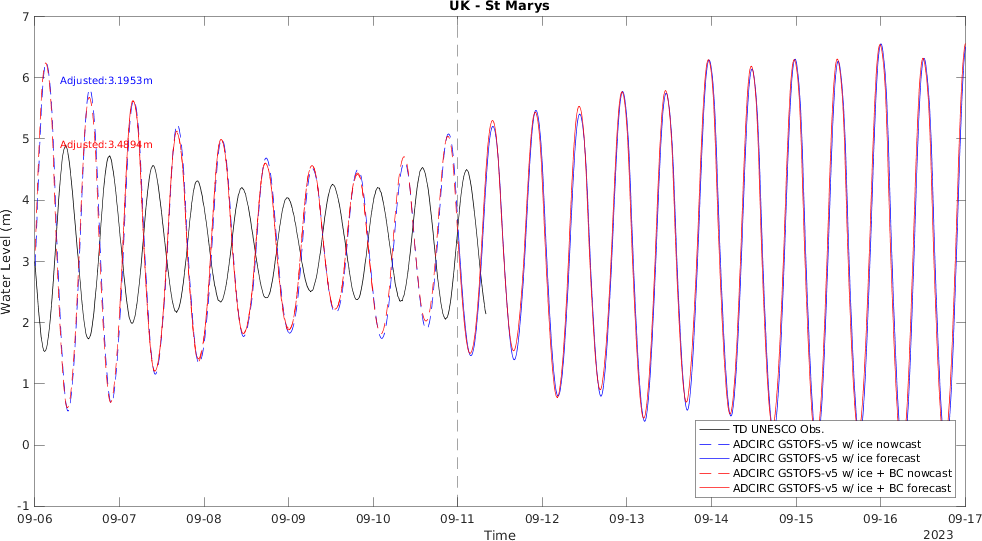 UK - St Marys
7
6
5
4
3
2
1
0
-1
Water Level (m)
Adjusted:3.1953m
Adjusted:3.4894m
TD UNESCO Obs.
ADCIRC GSTOFS-v5 w/ ice nowcast
ADCIRC GSTOFS-v5 w/ ice forecast
ADCIRC GSTOFS-v5 w/ ice + BC nowcast
ADCIRC GSTOFS-v5 w/ ice + BC forecast
09-06 09-07 09-08 09-09 09-10 09-11 09-12 09-13 09-14 09-15 09-16 09-17
Time
2023